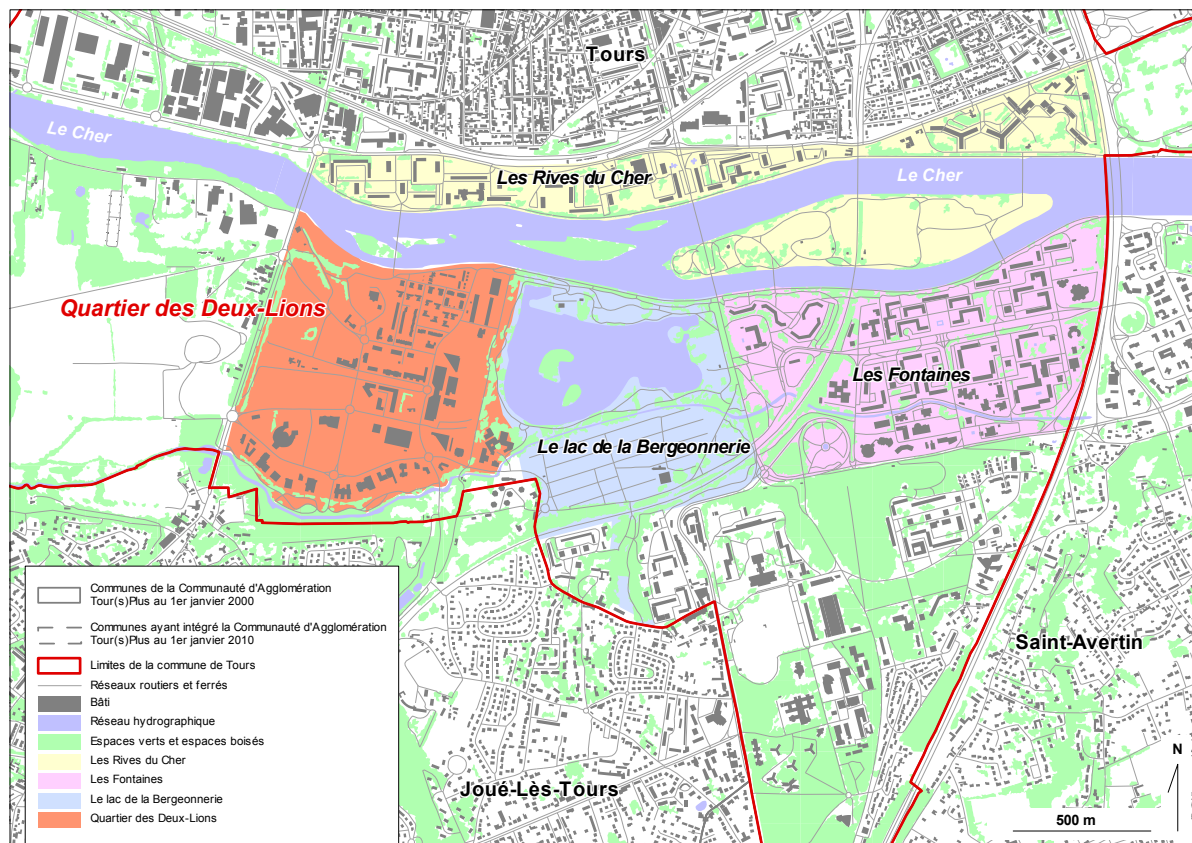 Tours
Le Cher
Les Rives du Cher
Le Cher
Quartier des Deux-Lions
Les Fontaines
Le lac de la Bergeonnerie
Saint-Avertin
Joué-Lès-Tours
Communes de la Communauté d'Agglomération
Tour(s)Plus au 1er janvier 2000
Communes ayant intégré la Communauté d'Agglomération
Tour(s)Plus au 1er janvier 2010
Limites de la commune de Tours
Réseaux routiers et ferrés
Bâti
Réseau hydrographique
Espaces verts et espaces boisés
Les Rives du Cher
Les Fontaines
Le lac de la Bergeonnerie
Quartier des Deux-Lions
N
500 m